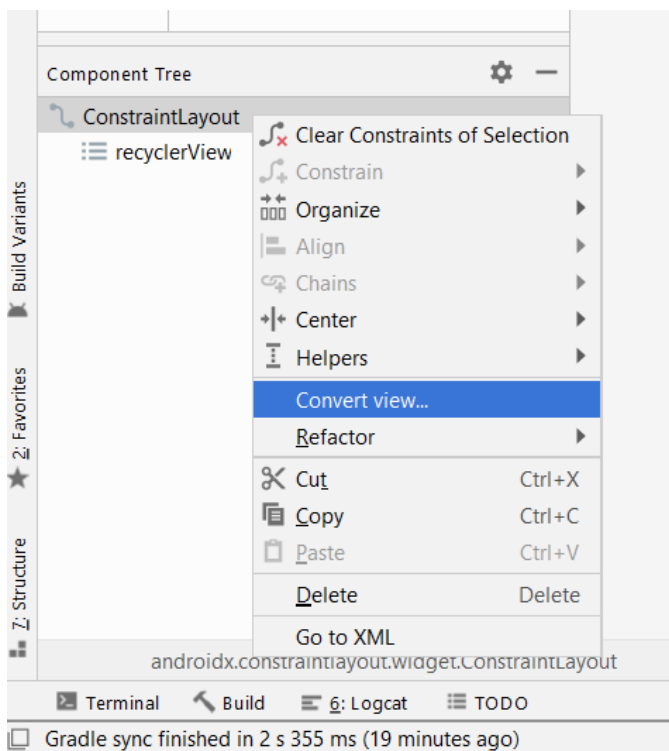 Component Tree
ConstraintLayout
recyclerView
Clear Constraints of Selection
Constrain
Organize
Align
Chains
Center
Helpers
Convert view...
Refactor
Cut Ctrl+X
Copy Ctrl+C
Paste Ctrl+V
Delete Delete
Go to XML
Build Variants
2: Favorites
7: Structure
androidx.constraintlayout.widget.ConstraintLayout
Terminal Build 6: Logcat TODO
Gradle sync finished in 2 s 355 ms (19 minutes ago)